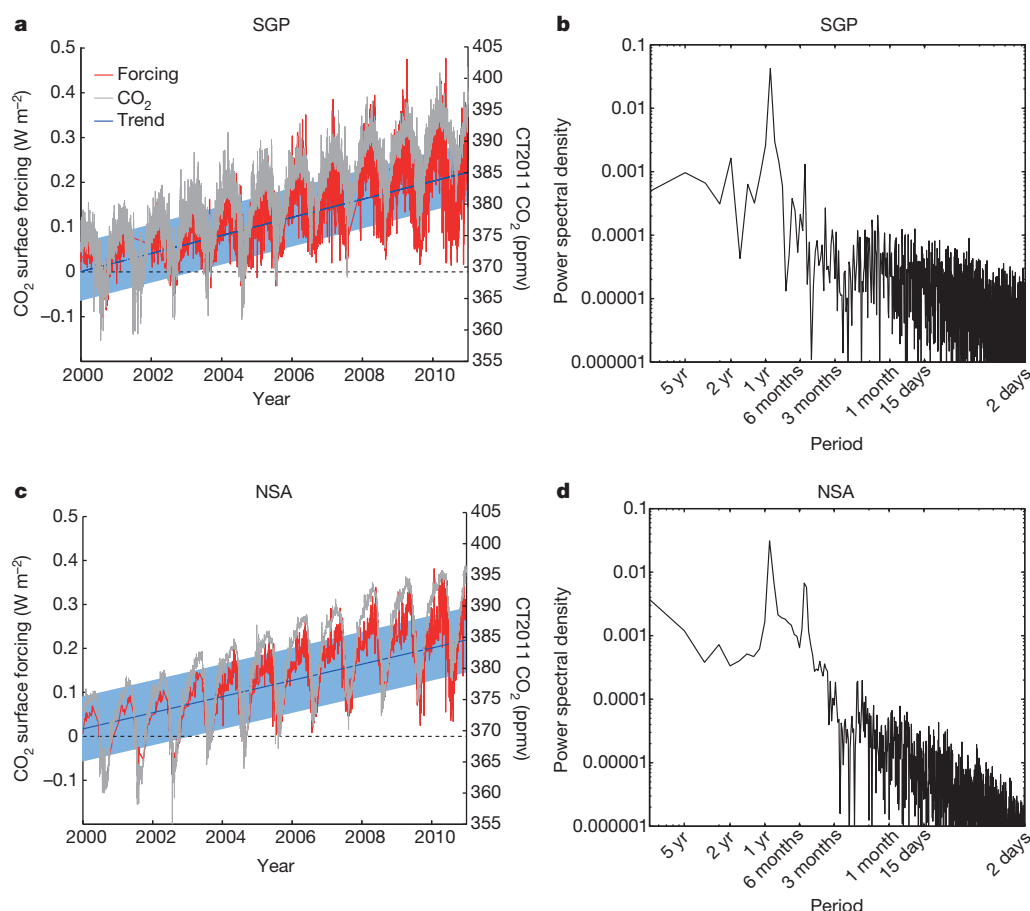 a
SGP
0.5
0.4
0.3
0.2
0.1
0
−0.1
CO2 surface forcing (W m−2)
Forcing
CO2
Trend
405
400
395
390
385
380
375
370
365
360
355
CT2011 CO2 (ppmv)
2000
2002
2004
2006
2008
2010
Year
b
SGP
0.1
0.01
0.001
0.0001
0.00001
0.000001
Power spectral density
5 yr
2 yr
1 yr
6 months
3 months
1 month
15 days
2 days
Period
c
NSA
0.5
0.4
0.3
0.2
0.1
0
−0.1
CO2 surface forcing (W m−2)
405
400
395
390
385
380
375
370
365
360
355
CT2011 CO2 (ppmv)
2000
2002
2004
2006
2008
2010
Year
d
NSA
0.1
0.01
0.001
0.0001
0.00001
0.000001
Power spectral density
5 yr
2 yr
1 yr
6 months
3 months
1 month
15 days
2 days
Period